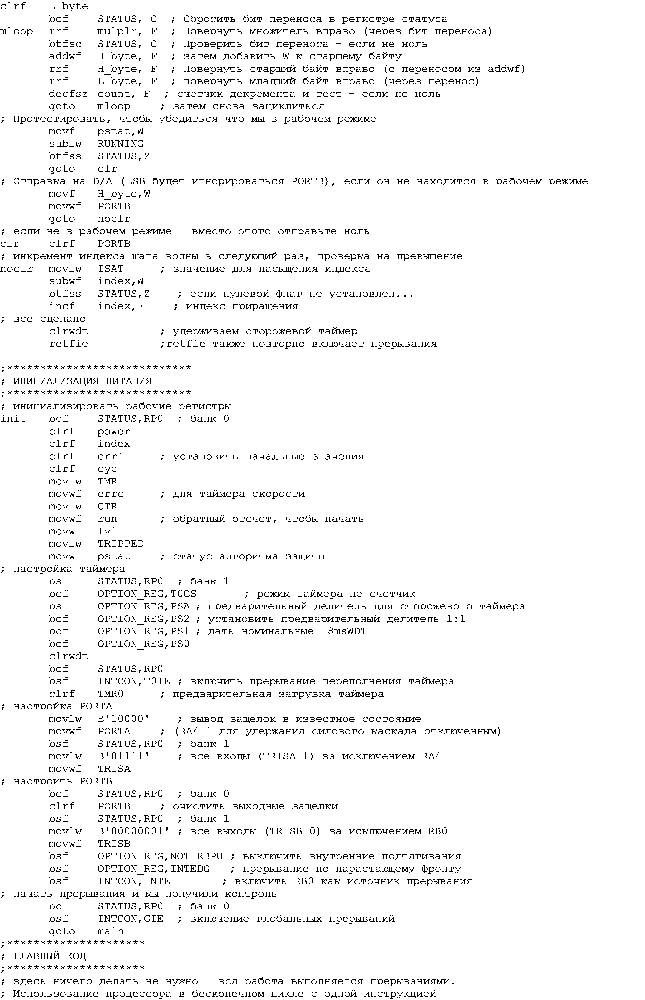 clrf L_byte
bcf STATUS, C ; Сбросить бит переноса в регистре статуса
mloop rrf mulplr, F ; Повернуть множитель вправо (через бит переноса)
btfsc STATUS, C ; Проверить бит переноса – если не ноль
addwf H_byte, F ; затем добавить W к старшему байту
rrf H_byte, F ; Повернуть старший байт вправо (с переносом из addwf)
rrf L_byte, F ; повернуть младший байт вправо (через перенос)
decfsz count, F ; счетчик декремента и тест – если не ноль
goto mloop ; затем снова зациклиться
; Протестировать, чтобы убедиться что мы в рабочем режиме
movf pstat,W
sublw RUNNING
btfss STATUS,Z
goto clr
; Отправка на D/A (LSB будет игнорироваться PORTB), если он не находится в рабочем режиме
movf H_byte,W
movwf PORTB
goto noclr
; если не в рабочем режиме – вместо этого отправьте ноль
clr clrf PORTB
; инкремент индекса шага волны в следующий раз, проверка на превышение
noclr movlw ISAT ; значение для насыщения индекса
subwf index,W
btfss STATUS,Z ; если нулевой флаг не установлен...
incf index,F ; индекс приращения
; все сделано
clrwdt ; удерживаем сторожевой таймер
retfie ;retfie также повторно включает прерывания
;****************************
; ИНИЦИАЛИЗАЦИЯ ПИТАНИЯ
;****************************
; инициализировать рабочие регистры
init bcf STATUS,RP0 ; банк 0
clrf power
clrf index
clrf errf ; установить начальные значения
clrf cyc
movlw TMR
movwf errc ; для таймера скорости
movlw CTR
movwf run ; обратный отсчет, чтобы начать
movwf fvi
movlw TRIPPED
movwf pstat ; статус алгоритма защиты
; настройка таймера
bsf STATUS,RP0 ; банк 1
bcf OPTION_REG,T0CS ; режим таймера не счетчик
bsf OPTION_REG,PSA ; предварительный делитель для сторожевого таймера
bcf OPTION_REG,PS2 ; установить предварительный делитель 1:1
bcf OPTION_REG,PS1 ; дать номинальные 18msWDT
bcf OPTION_REG,PS0
clrwdt
bcf STATUS,RP0
bsf INTCON,T0IE ; включить прерывание переполнения таймера
clrf TMR0 ; предварительная загрузка таймера
; настройка PORTA
movlw B'10000' ; вывод защелок в известное состояние
movwf PORTA ; (RA4=1 для удержания силового каскада отключенным)
bsf STATUS,RP0 ; банк 1
movlw B'01111' ; все входы (TRISA=1) за исключением RA4
movwf TRISA
; настроить PORTB
bcf STATUS,RP0 ; банк 0
clrf PORTB ; очистить выходные защелки
bsf STATUS,RP0 ; банк 1
movlw B'00000001' ; все выходы (TRISB=0) за исключением RB0
movwf TRISB
bsf OPTION_REG,NOT_RBPU ; выключить внутренние подтягивания
bsf OPTION_REG,INTEDG ; прерывание по нарастающему фронту
bsf INTCON,INTE ; включить RB0 как источник прерывания
; начать прерывания и мы получили контроль
bcf STATUS,RP0 ; банк 0
bsf INTCON,GIE ; включение глобальных прерываний
goto main
;*********************
; ГЛАВНЫЙ КОД
;*********************
; здесь ничего делать не нужно – вся работа выполняется прерываниями.
; Использование процессора в бесконечном цикле с одной инструкцией